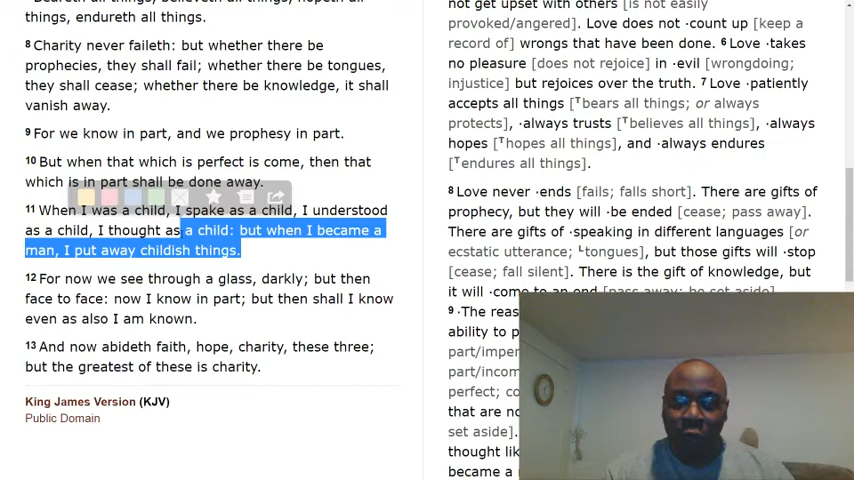 Beareth all things, believeth all things, hopeth all
things, endureth all things.
8 Charity never faileth: but whether there be
prophecies, they shall fail; whether there be tongues,
they shall cease; whether there be knowledge, it shall
vanish away.
9 For we know in part, and we prophesy in part.
10 But when that which is perfect is come, then that
which is in part shall be done away.
11 When I was a child, I spake as a child, I understood
as a child, I thought as a child: but when I became a
man, I put away childish things.
12 For now we see through a glass, darkly; but then
face to face: now I know in part; but then shall I know
even as also I am known.
13 And now abideth faith, hope, charity, these three;
but the greatest of these is charity.
King James Version (KJV)
Public Domain
not get upset with others [is not easily
provoked/angered]. Love does not ·count up [keep a
record of] wrongs that have been done. 6 Love ·takes
no pleasure [does not rejoice] in ·evil [wrongdoing;
injustice] but rejoices over the truth. 7 Love ·patiently
accepts all things [ᵀbears all things; or always
protects], ·always trusts [ᵀbelieves all things], ·always
hopes [ᵀhopes all things], and ·always endures
[ᵀendures all things].
8 Love never ·ends [fails; falls short]. There are gifts of
prophecy, but they will ·be ended [cease; pass away].
There are gifts of ·speaking in different languages [or
ecstatic utterance; ᴸtongues], but those gifts will ·stop
[cease; fall silent]. There is the gift of knowledge, but
it will ·come to an end [pass away; be set aside].
9 ·The reas
ability to p
part/imper
part/incom
perfect; co
that are no
set aside].
thought lik
became a